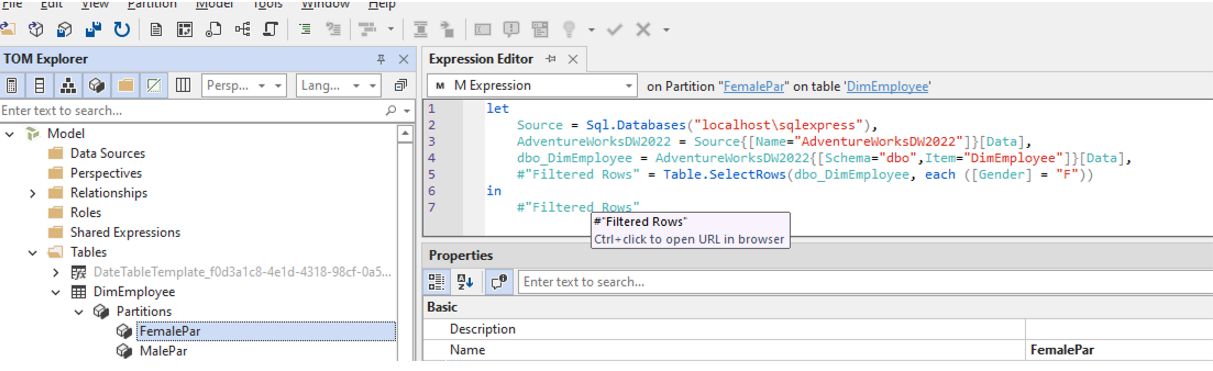 File Edit View Partition Model Tools Window Help
TOM Explorer
Persp...
Lang...
Enter text to search...
Model
Data Sources
Perspectives
Relationships
Roles
Shared Expressions
Tables
DateTableTemplate_f0d3a1c8-4e1d-4318-98cf-0a5...
DimEmployee
Partitions
FemalePar
MalePar
Expression Editor
M M Expression on Partition "FemalePar" on table 'DimEmployee'
1 let
2 Source = Sql.Databases("localhost\sqlexpress"),
3 AdventureWorksDW2022 = Source{[Name="AdventureWorksDW2022"]}[Data],
4 dbo_DimEmployee = AdventureWorksDW2022{[Schema="dbo",Item="DimEmployee"]}[Data],
5 #"Filtered Rows" = Table.SelectRows(dbo_DimEmployee, each ([Gender] = "F"))
6 in
7 #"Filtered Rows"
#"Filtered Rows"
Ctrl+click to open URL in browser
Properties
Enter text to search...
Basic
Description
Name FemalePar